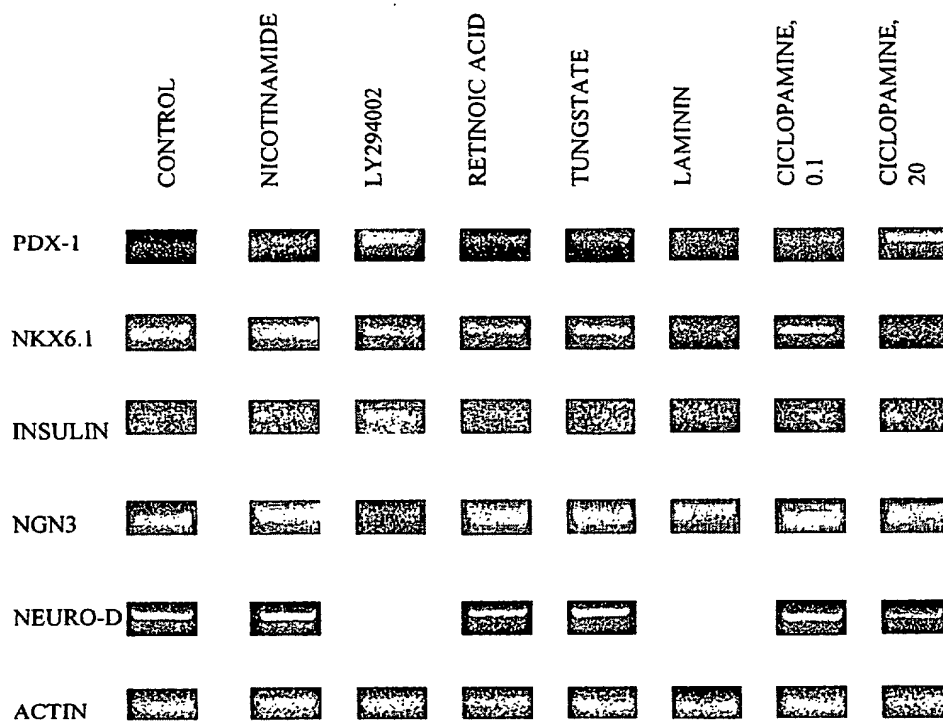 CONTROL
NICOTINAMIDE
LY294002
RETINOIC ACID
TUNGSTATE
LAMININ
CICLOPAMINE,
0.1
CICLOPAMINE,
20
PDX-1
NKX6.1
INSULIN
NGN3
NEURO-D
ACTIN